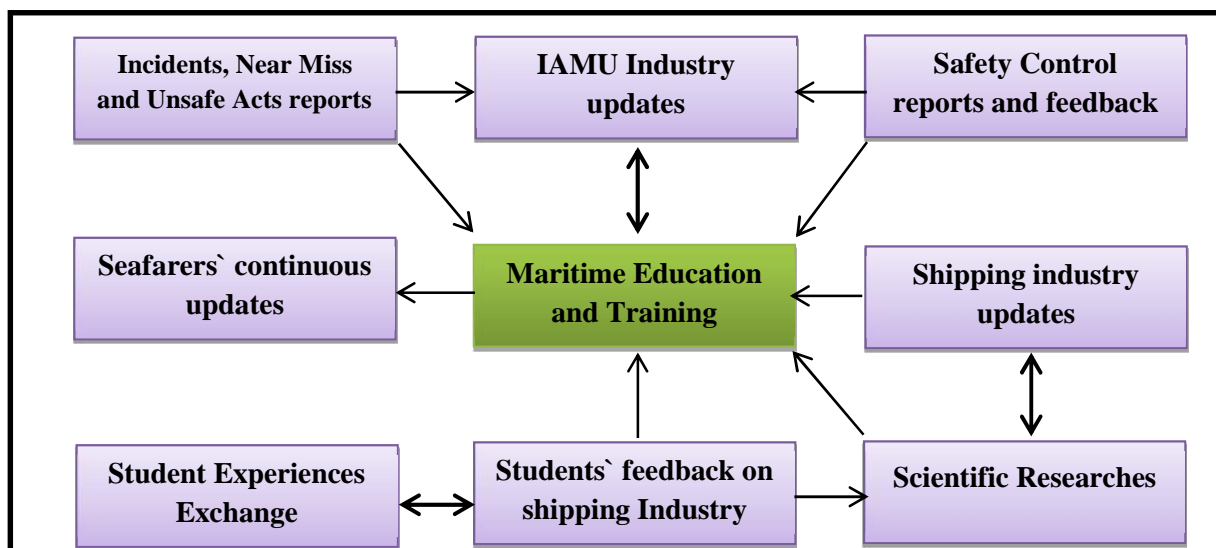 Incidents, Near Miss
and Unsafe Acts reports
IAMU Industry
updates
Safety Control
reports and feedback
Seafarers` continuous
updates
Maritime Education
and Training
Shipping industry
updates
Student Experiences
Exchange
Students` feedback on
shipping Industry
Scientific Researches